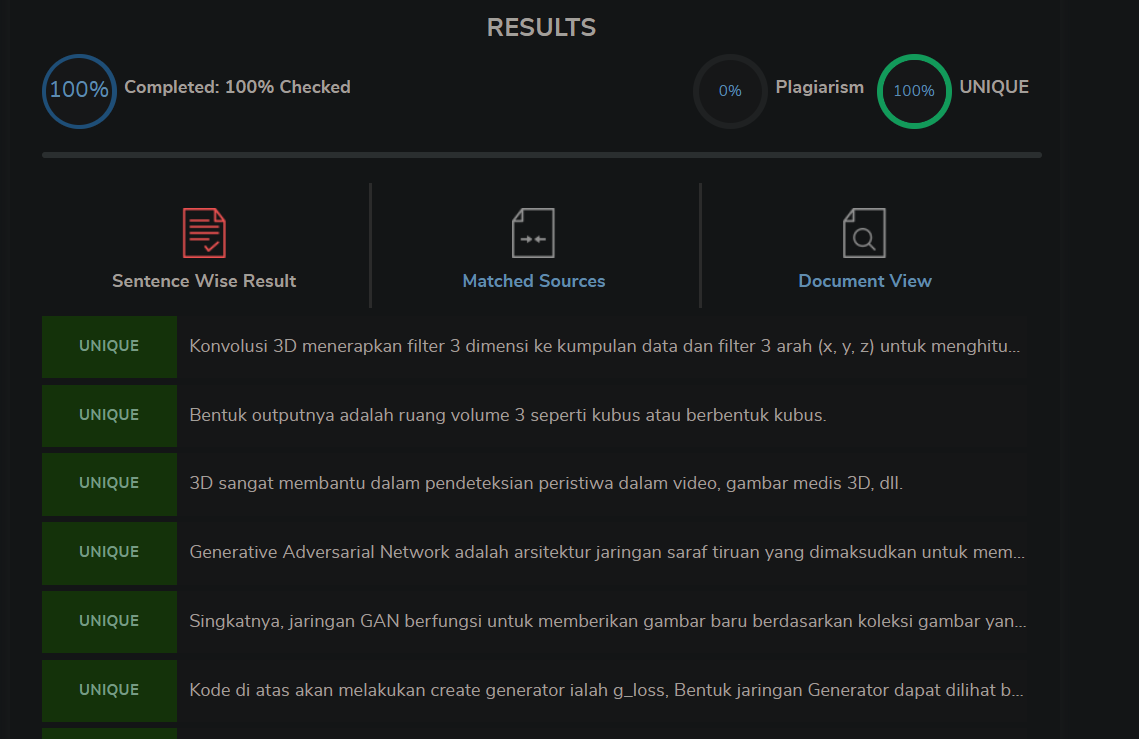 RESULTS
100% Completed: 100% Checked
0% Plagiarism 100% UNIQUE
Sentence Wise Result
Matched Sources
Document View
UNIQUE Konvolusi 3D menerapkan filter 3 dimensi ke kumpulan data dan filter 3 arah (x, y, z) untuk menghitu...
UNIQUE Bentuk outputnya adalah ruang volume 3 seperti kubus atau berbentuk kubus.
UNIQUE 3D sangat membantu dalam pendeteksian peristiwa dalam video, gambar medis 3D, dll.
UNIQUE Generative Adversarial Network adalah arsitektur jaringan saraf tiruan yang dimaksudkan untuk mem...
UNIQUE Singkatnya, jaringan GAN berfungsi untuk memberikan gambar baru berdasarkan koleksi gambar yan...
UNIQUE Kode di atas akan melakukan create generator ialah g_loss, Bentuk jaringan Generator dapat dilihat b...